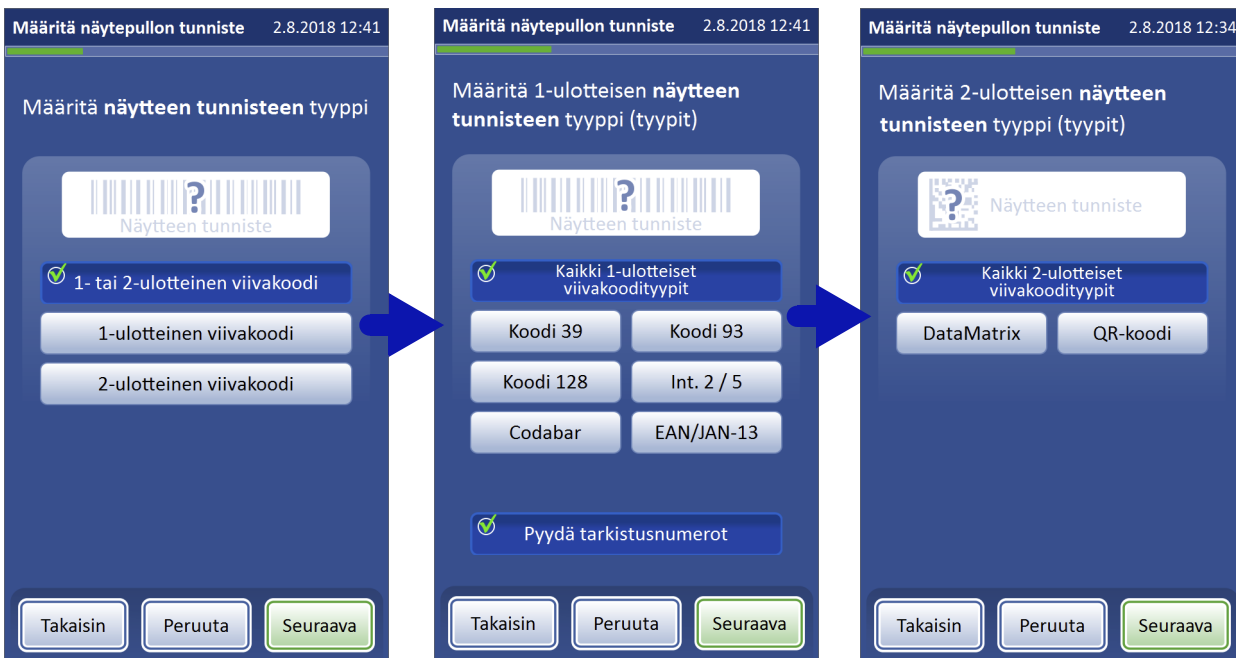 Määritä näytepullon tunniste 2.8.2018 12:41
Määritä näytteen tunnisteen tyyppi
?
Näytteen tunniste
1- tai 2-ulotteinen viivakoodi
1-ulotteinen viivakoodi
2-ulotteinen viivakoodi
Takaisin Peruuta Seuraava
Määritä näytepullon tunniste 2.8.2018 12:41
Määritä 1-ulotteisen näytteen
tunnisteen tyyppi (tyypit)
?
Näytteen tunniste
Kaikki 1-ulotteiset
viivakoodityypit
Koodi 39 Koodi 93
Koodi 128 Int. 2 / 5
Codabar EAN/JAN-13
Pyydä tarkistusnumerot
Takaisin Peruuta Seuraava
Määritä näytepullon tunniste 2.8.2018 12:34
Määritä 2-ulotteisen näytteen
tunnisteen tyyppi (tyypit)
? Näytteen tunniste
Kaikki 2-ulotteiset
viivakoodityypit
DataMatrix QR-koodi
Takaisin Peruuta Seuraava